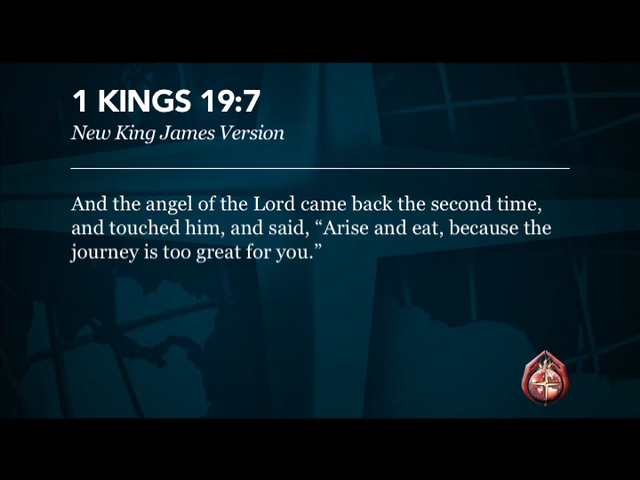 1 KINGS 19:7
New King James Version
And the angel of the Lord came back the second time,
and touched him, and said, “Arise and eat, because the
journey is too great for you.”